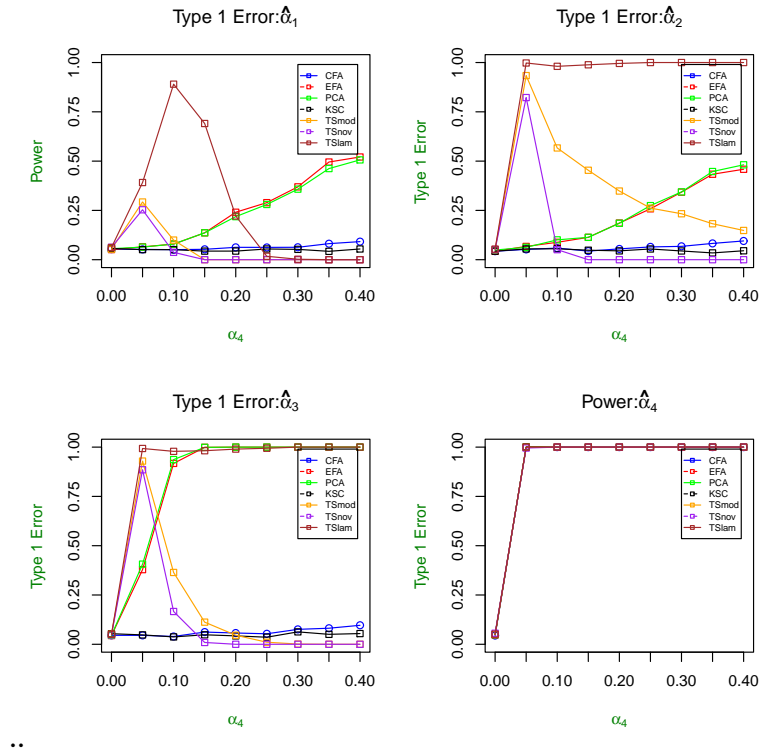 Type 1 Error:α̂₁
Power
1.00
0.75
0.50
0.25
0.00
CFA
EFA
PCA
KSC
TSmod
TSnov
TSlam
0.00 0.10 0.20 0.30 0.40
α₄
Type 1 Error:α̂₂
Type 1 Error
1.00
0.75
0.50
0.25
0.00
CFA
EFA
PCA
KSC
TSmod
TSnov
TSlam
0.00 0.10 0.20 0.30 0.40
α₄
Type 1 Error:α̂₃
Type 1 Error
1.00
0.75
0.50
0.25
0.00
CFA
EFA
PCA
KSC
TSmod
TSnov
TSlam
0.00 0.10 0.20 0.30 0.40
α₄
Power:α̂₄
Type 1 Error
1.00
0.75
0.50
0.25
0.00
CFA
EFA
PCA
KSC
TSmod
TSnov
TSlam
0.00 0.10 0.20 0.30 0.40
α₄
..